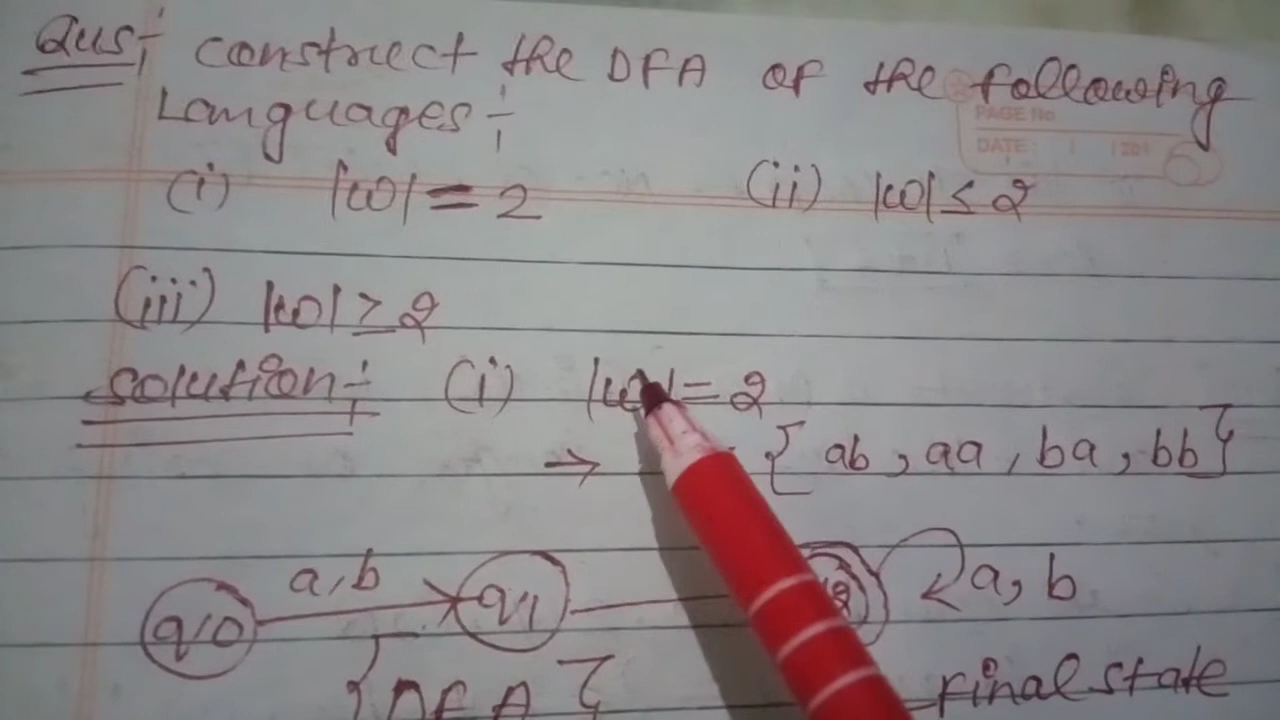 Qus:- Construct the DFA of the following
PAGE No
DATE
Languages :-
(i) |w| = 2 (ii) |w| ≤ 2
(iii) |w| ≥ 2
Solution:- (i) |w| = 2
→ {ab, aa, ba, bb}
a,b
q0 q1 a, b
{DFA} Final state